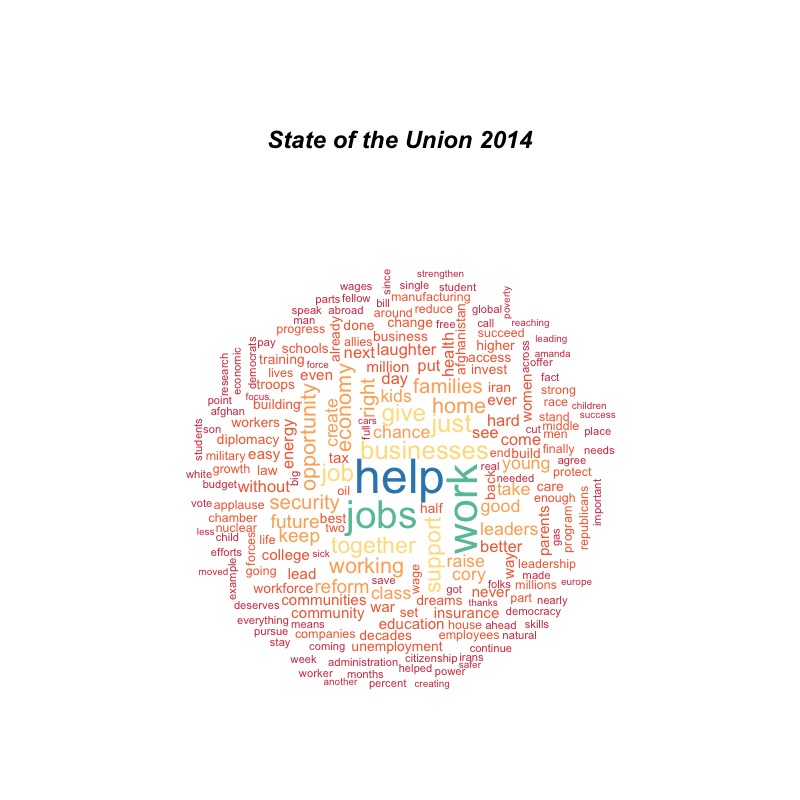 State of the Union 2014
strengthen
since
wages
single
student
poverty
parts
fellow
bill
manufacturing
speak
abroad
around
reduce
global
man
already
done
change
free
afghanistan
call
reaching
progress
business
succeed
leading
pay
democrats
schools
allies
next
laughter
health
higher
across
amanda
research
economic
training
force
million
put
access
offer
lives
even
economy
right
day
invest
fact
troops
focus
opportunity
kids
families
iran
women
strong
point
afghan
building
create
give
home
ever
race
children
cars
full
just
hard
stand
success
students
workers
energy
chance
see
cut
middle
place
diplomacy
businesses
come
men
military
easy
tax
end
build
finally
needs
growth
law
big
job
help
work
real
young
agree
white
budget
without
oil
back
needed
take
protect
vote
applause
security
jobs
half
good
care
enough
important
chamber
future
best
support
leaders
parents
program
republicans
nuclear
two
gas
less
child
forces
life
keep
together
better
efforts
college
sick
way
leadership
moved
example
going
lead
working
wage
raise
cory
made
europe
workforce
reform
save
class
got
folks
millions
deserves
communities
war
dreams
never
thanks
part
nearly
community
set
insurance
democracy
everything
means
education
house
ahead
skills
pursue
companies
decades
employees
natural
stay
coming
unemployment
continue
week
administration
citizenship
irans
worker
months
helped
power
safer
another
percent
creating
son